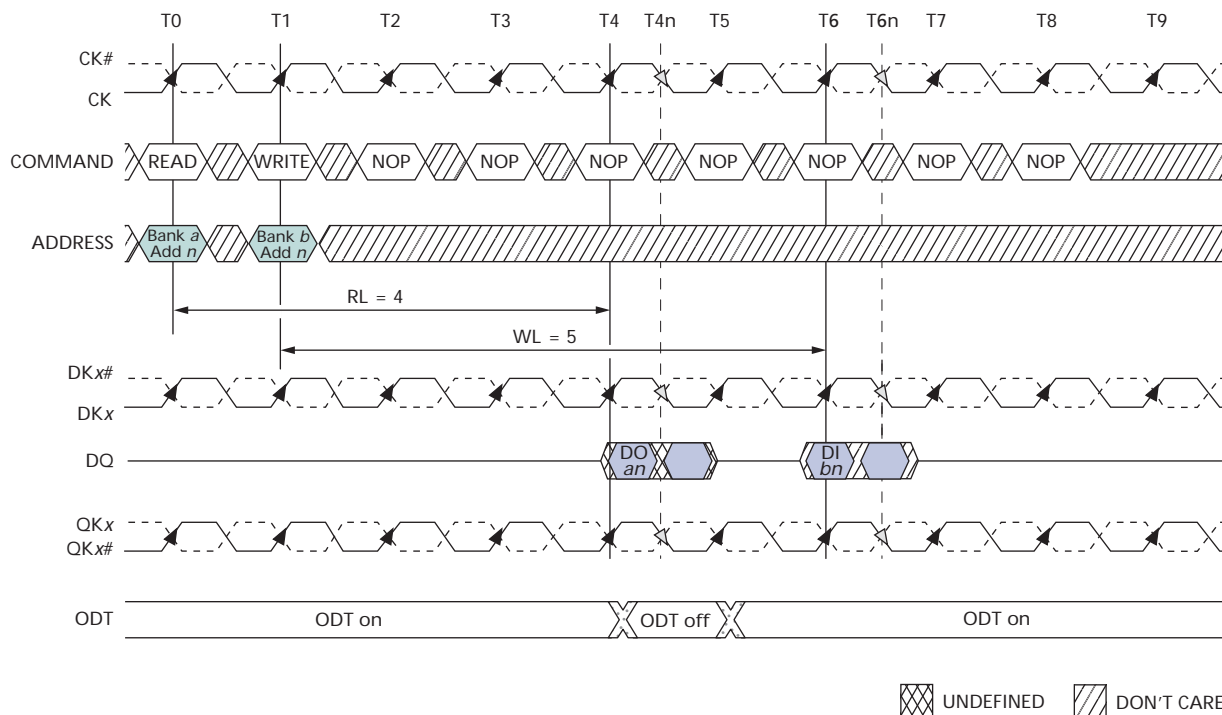 T0 T1 T2 T3 T4 T4n T5 T6 T6n T7 T8 T9
CK#
CK
COMMAND READ WRITE NOP NOP NOP NOP NOP NOP NOP
ADDRESS Bank a Add n Bank b Add n
RL = 4
WL = 5
DKx#
DKx
DQ DO an DI bn
QKx
QKx#
ODT ODT on ODT off ODT on
UNDEFINED DON'T CARE